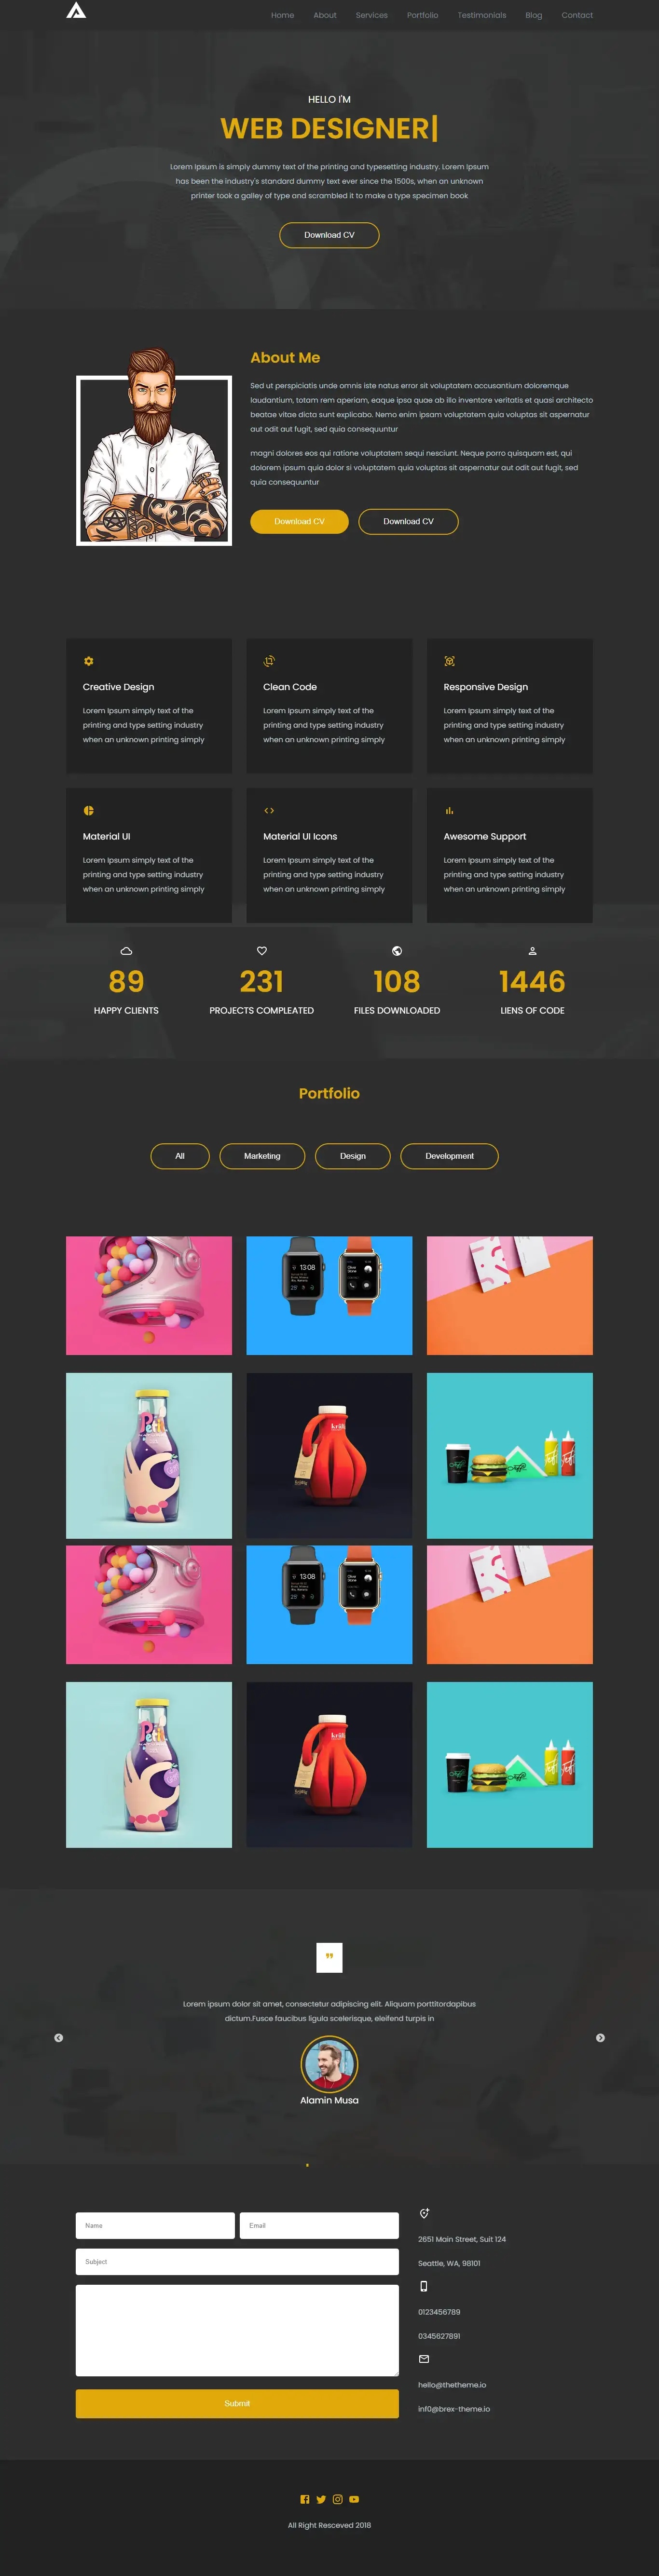 Home About Services Portfolio Testimonials Blog Contact
HELLO I'M
WEB DESIGNER|
Lorem Ipsum is simply dummy text of the printing and typesetting industry. Lorem Ipsum
has been the industry's standard dummy text ever since the 1500s, when an unknown
printer took a galley of type and scrambled it to make a type specimen book
Download CV
About Me
Sed ut perspiciatis unde omnis iste natus error sit voluptatem accusantium doloremque
laudantium, totam rem aperiam, eaque ipsa quae ab illo inventore veritatis et quasi architecto
beatae vitae dicta sunt explicabo. Nemo enim ipsam voluptatem quia voluptas sit aspernatur
aut odit aut fugit, sed quia consequuntur
magni dolores eos qui ratione voluptatem sequi nesciunt. Neque porro quisquam est, qui
dolorem ipsum quia dolor si voluptatem quia voluptas sit aspernatur aut odit aut fugit, sed
quia consequuntur
Download CV Download CV
Creative Design
Lorem Ipsum simply text of the
printing and type setting industry
when an unknown printing simply
Clean Code
Lorem Ipsum simply text of the
printing and type setting industry
when an unknown printing simply
Responsive Design
Lorem Ipsum simply text of the
printing and type setting industry
when an unknown printing simply
Material UI
Lorem Ipsum simply text of the
printing and type setting industry
when an unknown printing simply
Material UI Icons
Lorem Ipsum simply text of the
printing and type setting industry
when an unknown printing simply
Awesome Support
Lorem Ipsum simply text of the
printing and type setting industry
when an unknown printing simply
89
HAPPY CLIENTS
231
PROJECTS COMPLEATED
108
FILES DOWNLOADED
1446
LIENS OF CODE
Portfolio
All Marketing Design Development
13:08
Petit
13:08
Petit
Lorem ipsum dolor sit amet, consectetur adipiscing elit. Aliquam porttitordapibus
dictum.Fusce faucibus ligula scelerisque, eleifend turpis in
Alamin Musa
Name Email
Subject
Submit
2651 Main Street, Suit 124
Seattle, WA, 98101
0123456789
0345627891
hello@thetheme.io
inf0@brex-theme.io
All Right Resceved 2018